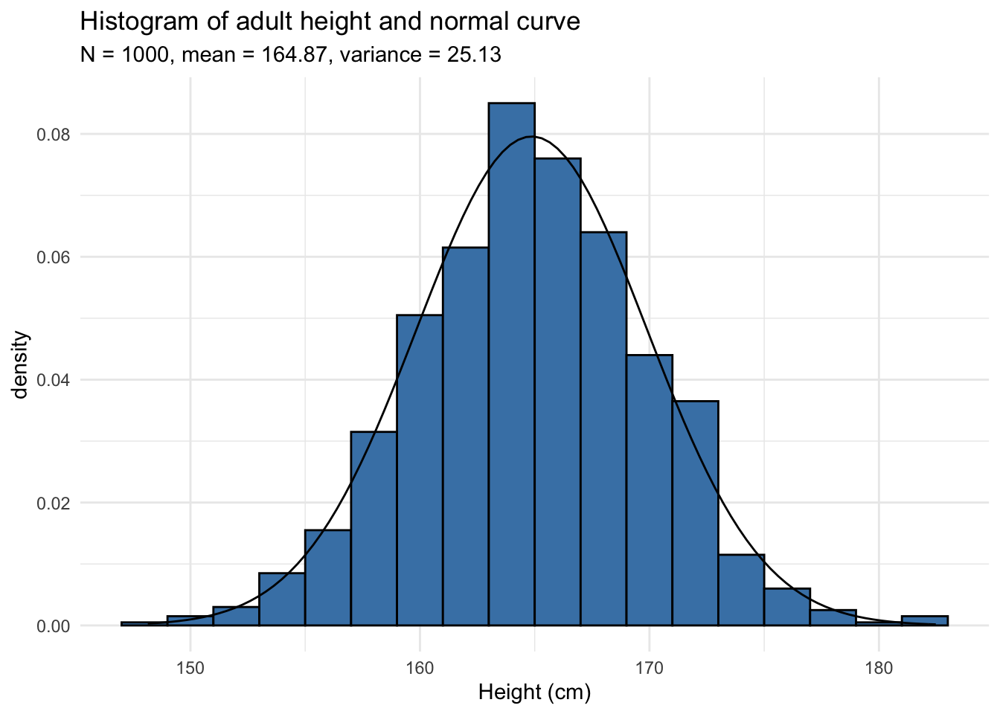 Histogram of adult height and normal curve
N = 1000, mean = 164.87, variance = 25.13
0.08
0.06
0.04
0.02
0.00
density
150 160 170 180
Height (cm)